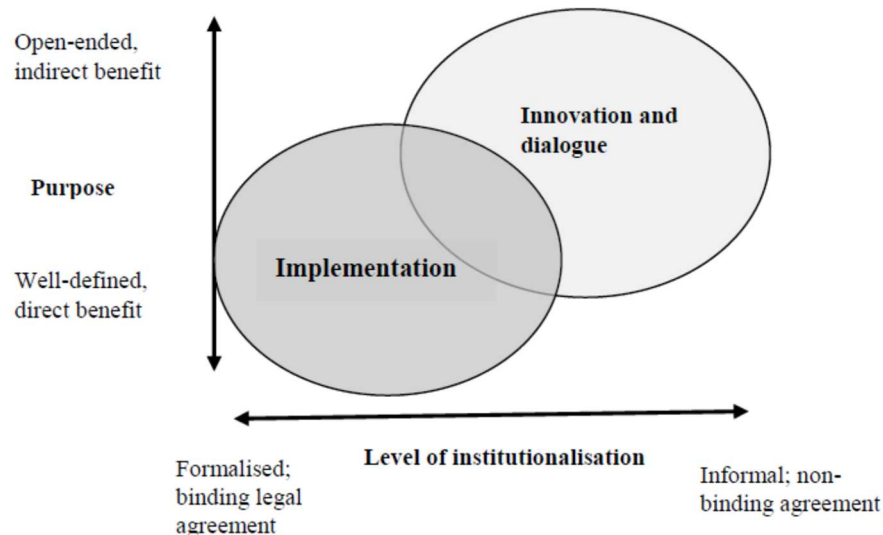 Open-ended,
indirect benefit
Innovation and
dialogue
Purpose
Implementation
Well-defined,
direct benefit
Level of institutionalisation
Formalised;
binding legal
agreement
Informal; non-
binding agreement